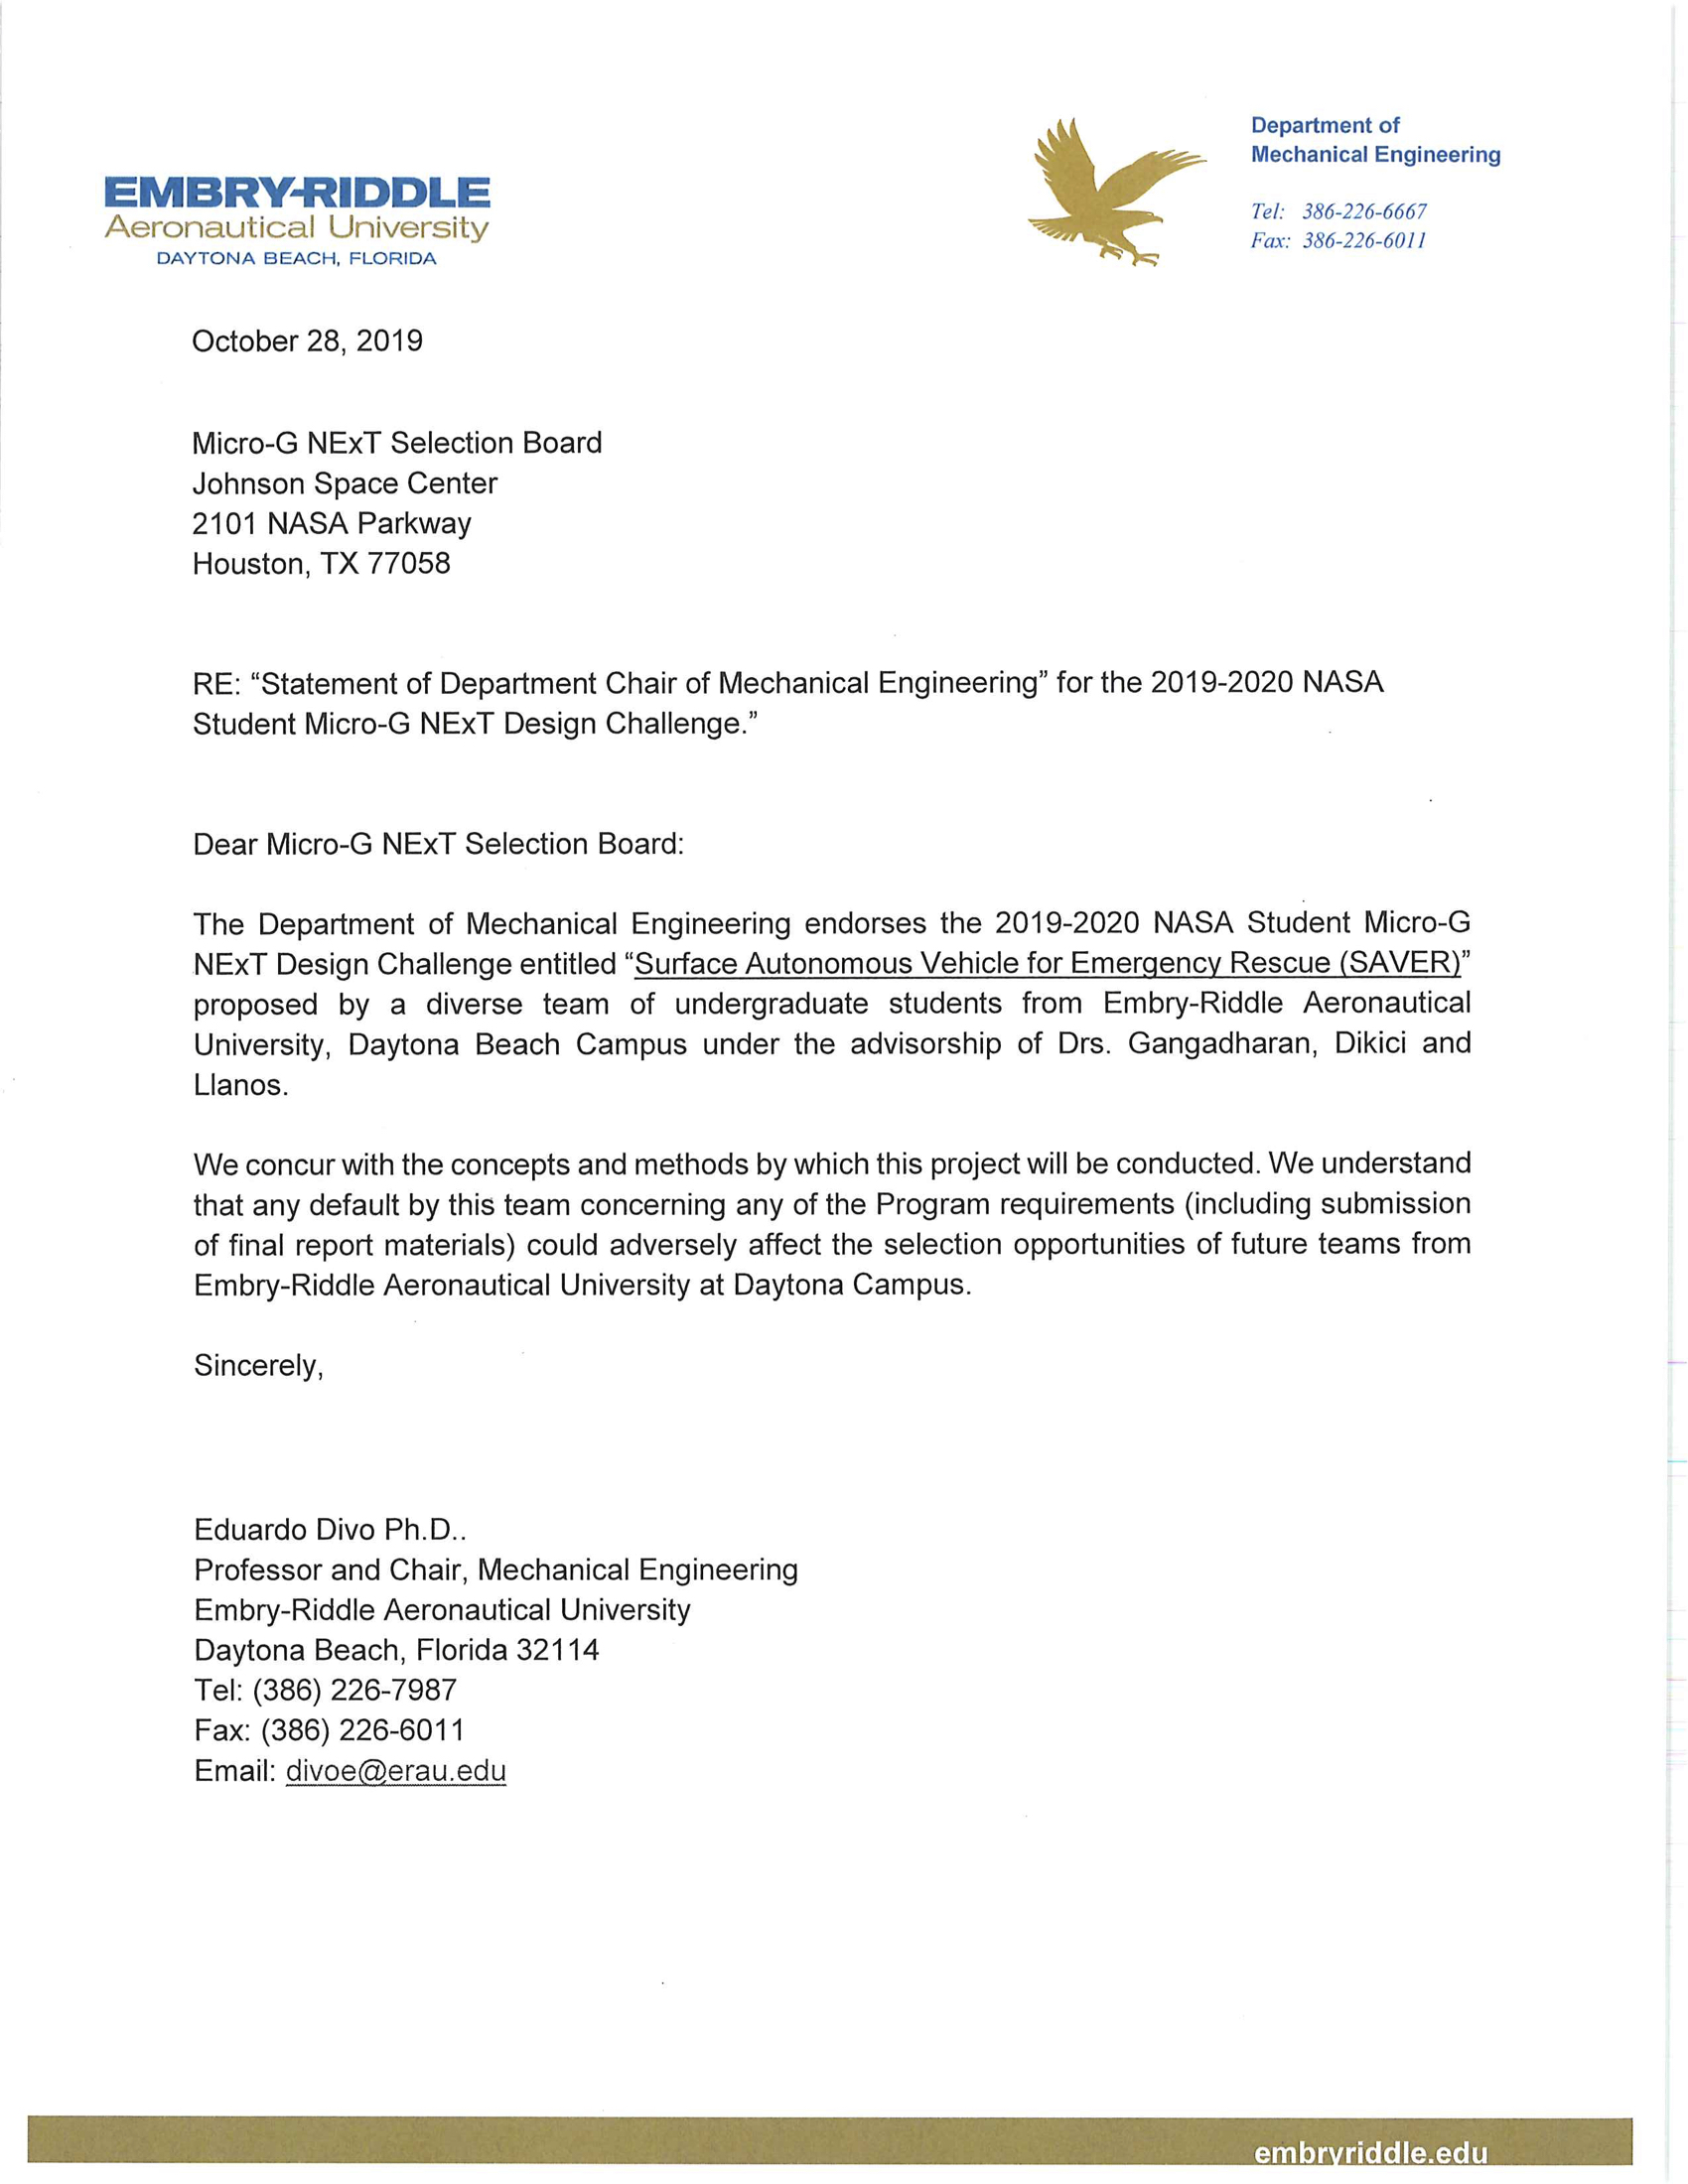 EMBRY-RIDDLE
Aeronautical University
DAYTONA BEACH, FLORIDA
Department of
Mechanical Engineering
Tel: 386-226-6667
Fax: 386-226-6011
October 28, 2019
Micro-G NExT Selection Board
Johnson Space Center
2101 NASA Parkway
Houston, TX 77058
RE: “Statement of Department Chair of Mechanical Engineering” for the 2019-2020 NASA
Student Micro-G NExT Design Challenge.”
Dear Micro-G NExT Selection Board:
The Department of Mechanical Engineering endorses the 2019-2020 NASA Student Micro-G
NExT Design Challenge entitled “Surface Autonomous Vehicle for Emergency Rescue (SAVER)”
proposed by a diverse team of undergraduate students from Embry-Riddle Aeronautical
University, Daytona Beach Campus under the advisorship of Drs. Gangadharan, Dikici and
Llanos.
We concur with the concepts and methods by which this project will be conducted. We understand
that any default by this team concerning any of the Program requirements (including submission
of final report materials) could adversely affect the selection opportunities of future teams from
Embry-Riddle Aeronautical University at Daytona Campus.
Sincerely,
Eduardo Divo Ph.D..
Professor and Chair, Mechanical Engineering
Embry-Riddle Aeronautical University
Daytona Beach, Florida 32114
Tel: (386) 226-7987
Fax: (386) 226-6011
Email: divoe@erau.edu
embryriddle.edu